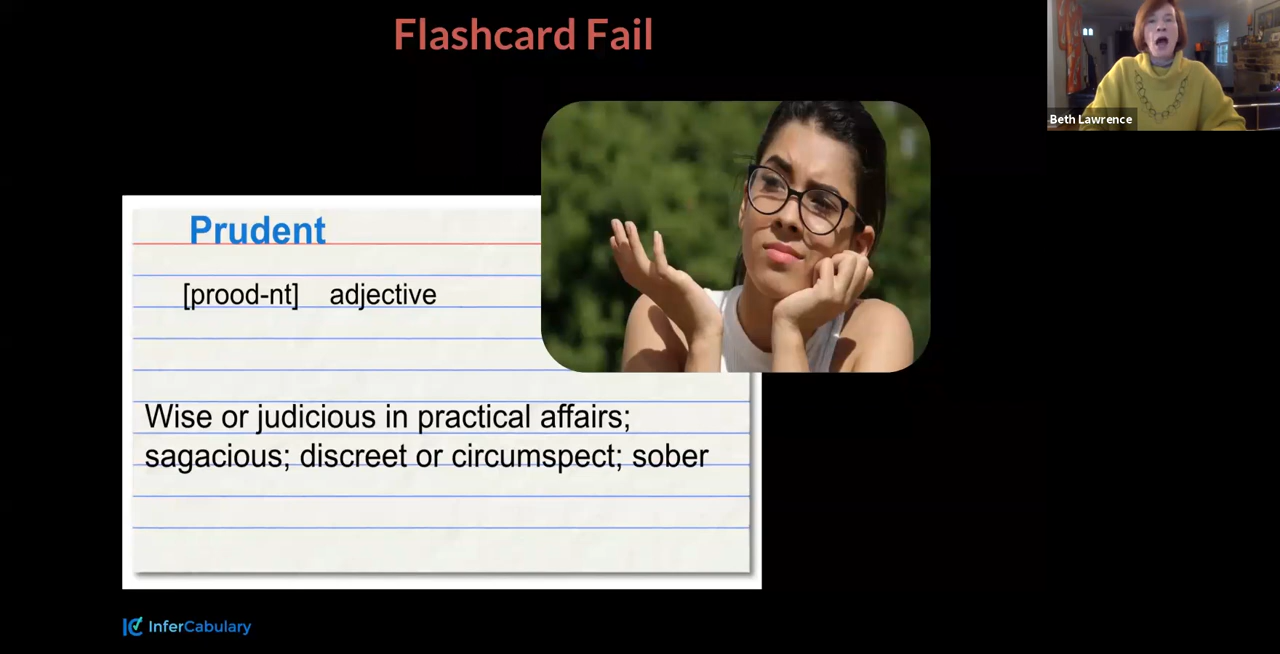 Flashcard Fail
Beth Lawrence
Prudent
[prood-nt] adjective
Wise or judicious in practical affairs;
sagacious; discreet or circumspect; sober
InferCabulary